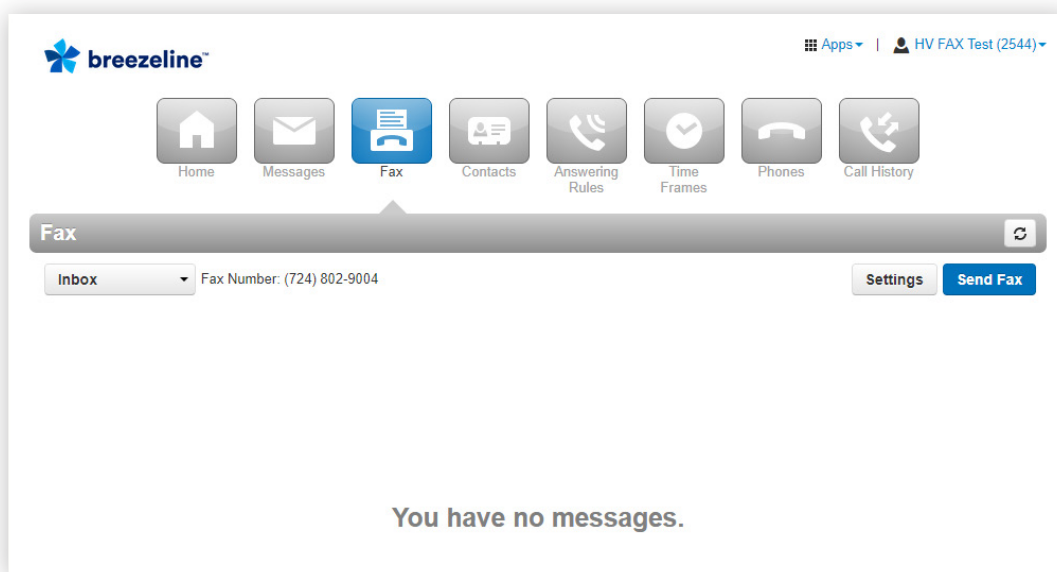 breezeline™
Apps | HV FAX Test (2544)
Home
Messages
Fax
Contacts
Answering
Rules
Time
Frames
Phones
Call History
Fax
Inbox
Fax Number: (724) 802-9004
Settings
Send Fax
You have no messages.